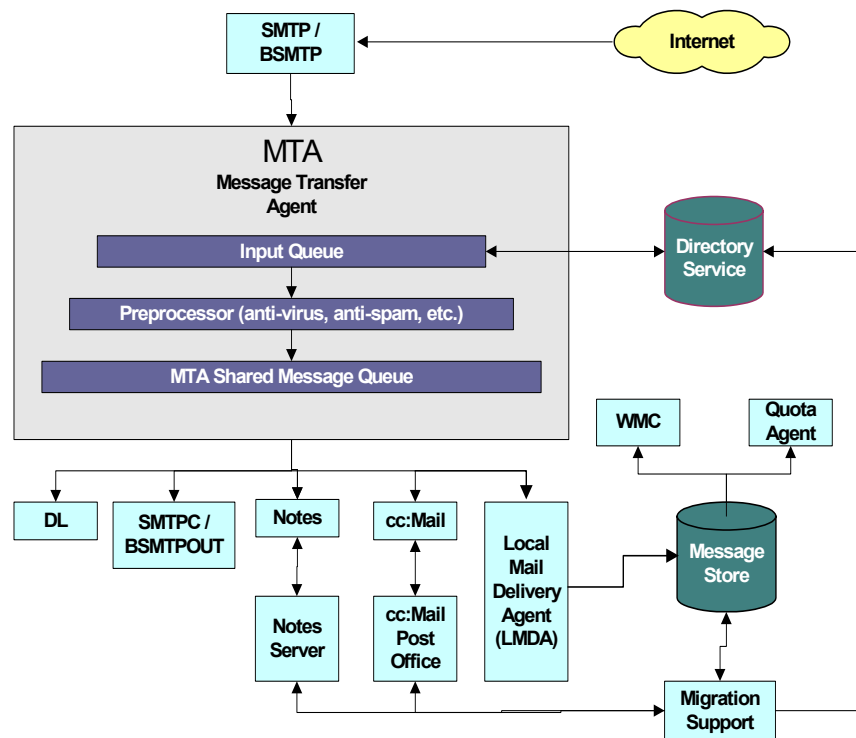 SMTP /
BSMTP
Internet
MTA
Message Transfer
Agent
Input Queue
Directory
Service
Preprocessor (anti-virus, anti-spam, etc.)
MTA Shared Message Queue
WMC
Quota
Agent
DL
SMTPC /
BSMTPOUT
Notes
cc:Mail
Local
Mail
Delivery
Agent
(LMDA)
Message
Store
Notes
Server
cc:Mail
Post
Office
Migration
Support